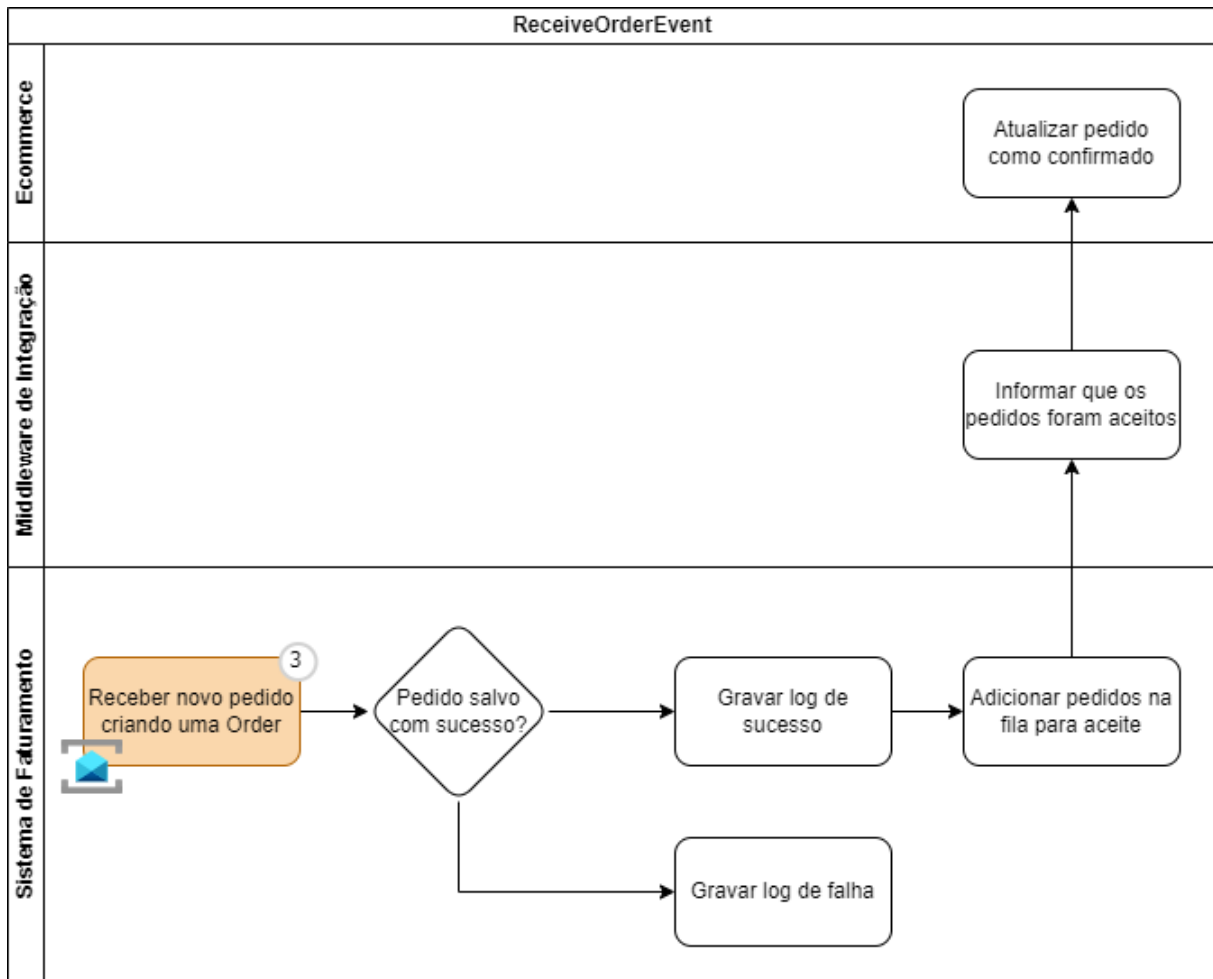 ReceiveOrderEvent
Ecommerce
Atualizar pedido
como confirmado
Middleware de Integração
Informar que os
pedidos foram aceitos
Sistema de Faturamento
3
Receber novo pedido
criando uma Order
Pedido salvo
com sucesso?
Gravar log de
sucesso
Adicionar pedidos na
fila para aceite
Gravar log de falha